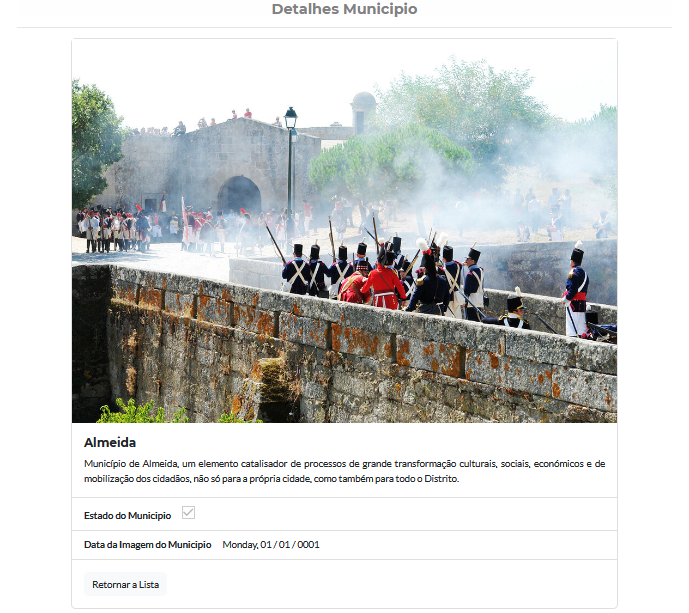 Detalhes Municipio
Almeida
Município de Almeida, um elemento catalisador de processos de grande transformação culturais, sociais, económicos e de
mobilização dos cidadãos, não só para a própria cidade, como também para todo o Distrito.
Estado do Municipio
Data da Imagem do Municipio Monday, 01 / 01 / 0001
Retornar a Lista